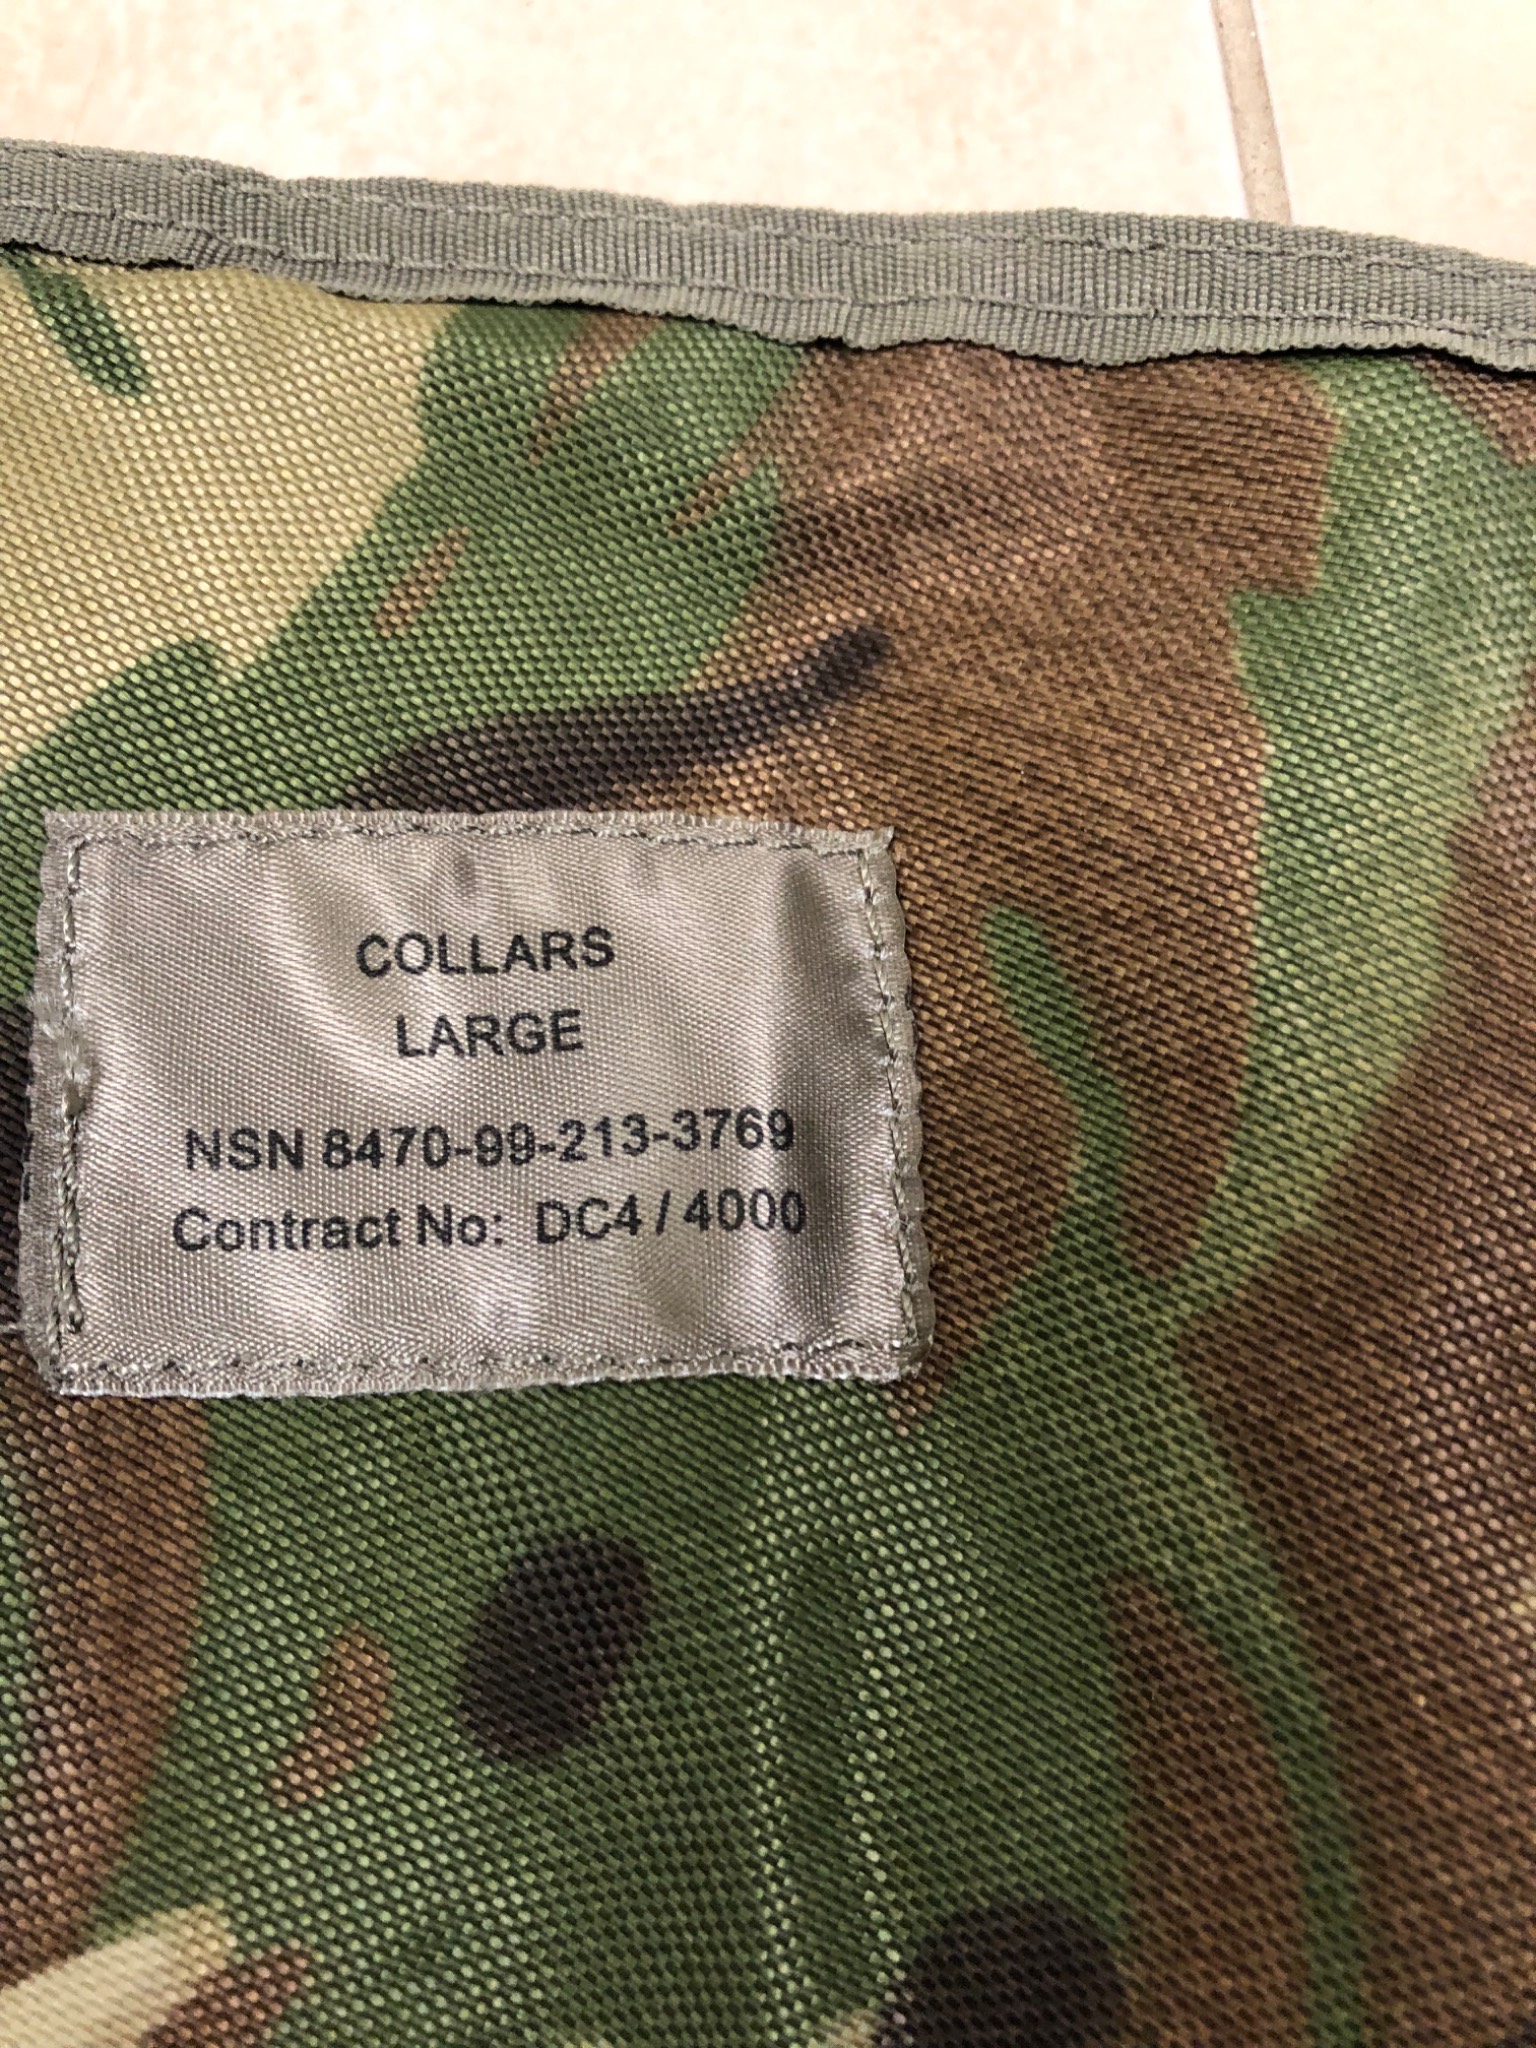 COLLARS
LARGE
NSN 8470-99-213-3769
Contract No: DC4 / 4000